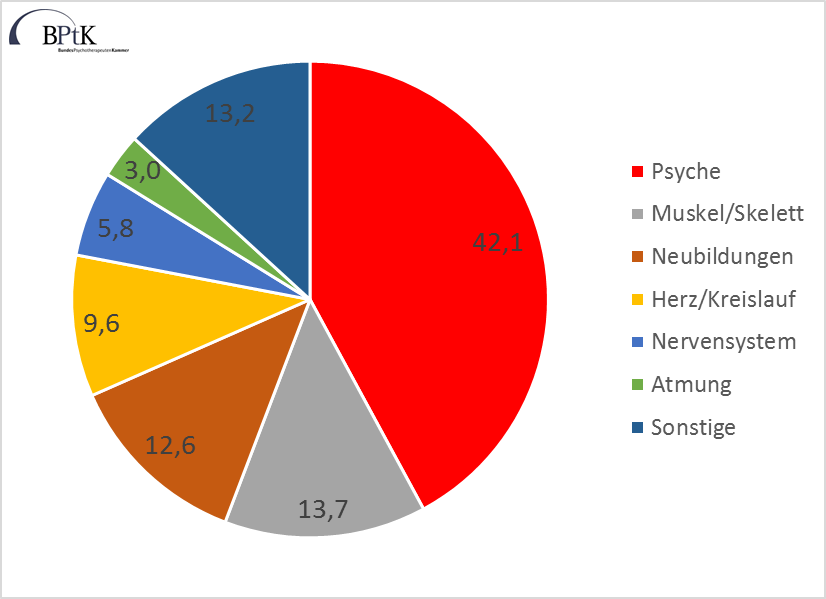 BPtK
BundesPsychotherapeutenKammer
13,2
3,0
5,8
9,6
12,6
13,7
42,1
Psyche
Muskel/Skelett
Neubildungen
Herz/Kreislauf
Nervensystem
Atmung
Sonstige